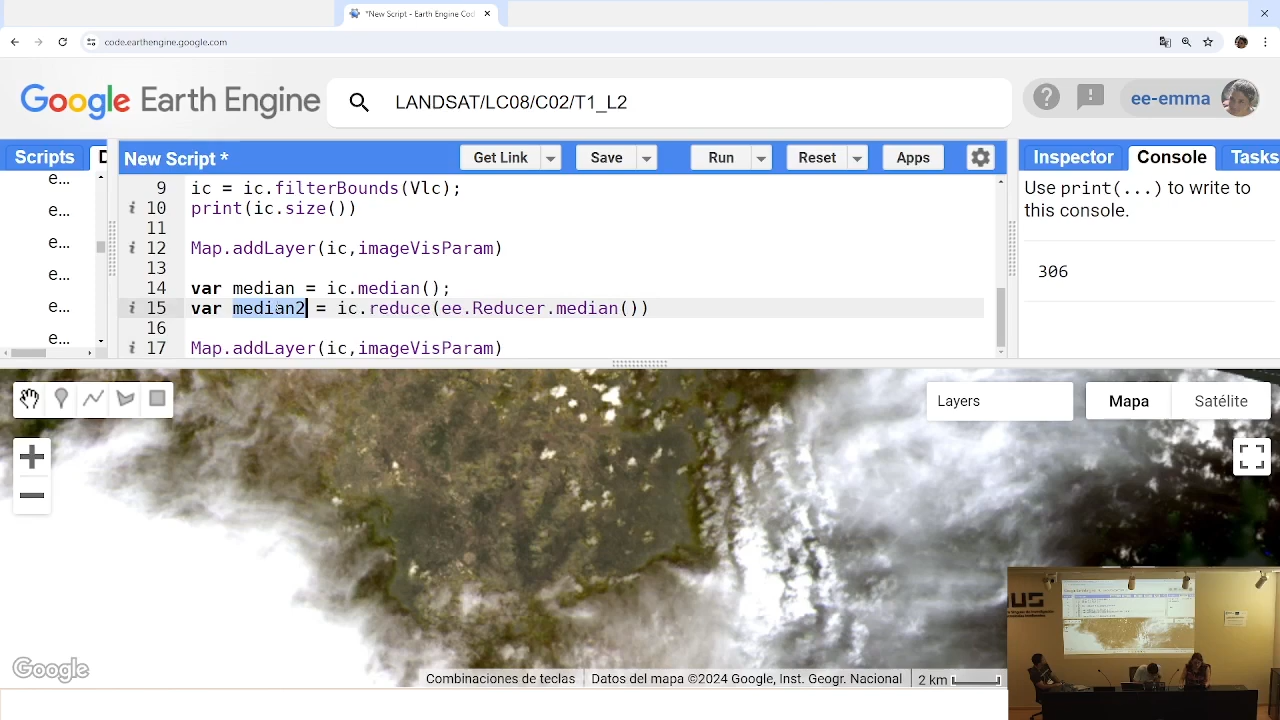 *New Script - Earth Engine Cod
code.earthengine.google.com
Google Earth Engine
LANDSAT/LC08/C02/T1_L2
ee-emma
Scripts D
New Script *
Get Link Save Run Reset Apps
Inspector Console Tasks
e...
e...
e...
e...
e...
e...
9 ic = ic.filterBounds(Vlc);
i 10 print(ic.size())
11
i 12 Map.addLayer(ic,imageVisParam)
13
14 var median = ic.median();
i 15 var median2 = ic.reduce(ee.Reducer.median())
16
i 17 Map.addLayer(ic,imageVisParam)
Use print(...) to write to
this console.
306
Layers
Mapa Satélite
Google
Combinaciones de teclas Datos del mapa ©2024 Google, Inst. Geogr. Nacional 2 km